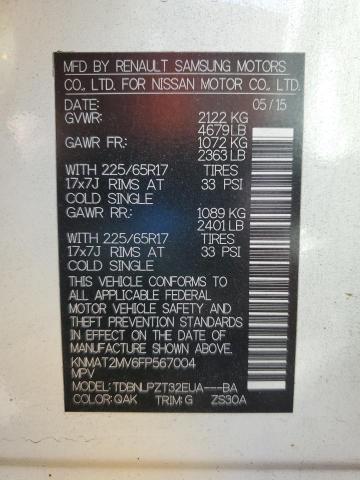 MFD BY RENAULT SAMSUNG MOTORS
CO., LTD. FOR NISSAN MOTOR CO., LTD.
DATE: 05/15
GVWR: 2122 KG
4679LB
GAWR FR: 1072 KG
2363 LB
WITH 225/65R17 TIRES
17x7J RIMS AT 33 PSI
COLD SINGLE
GAWR RR: 1089 KG
2401 LB
WITH 225/65R17 TIRES
17x7J RIMS AT 33 PSI
COLD SINGLE
THIS VEHICLE CONFORMS TO
ALL APPLICABLE FEDERAL
MOTOR VEHICLE SAFETY AND
THEFT PREVENTION STANDARD
IN EFFECT ON THE DATE OF
MANUFACTURE SHOWN ABOVE.
KNMAT2MV6FP567004
MPV
MODEL: TDBNLPZT32EUA---BA
COLOR: QAK TRIM: G ZS30A